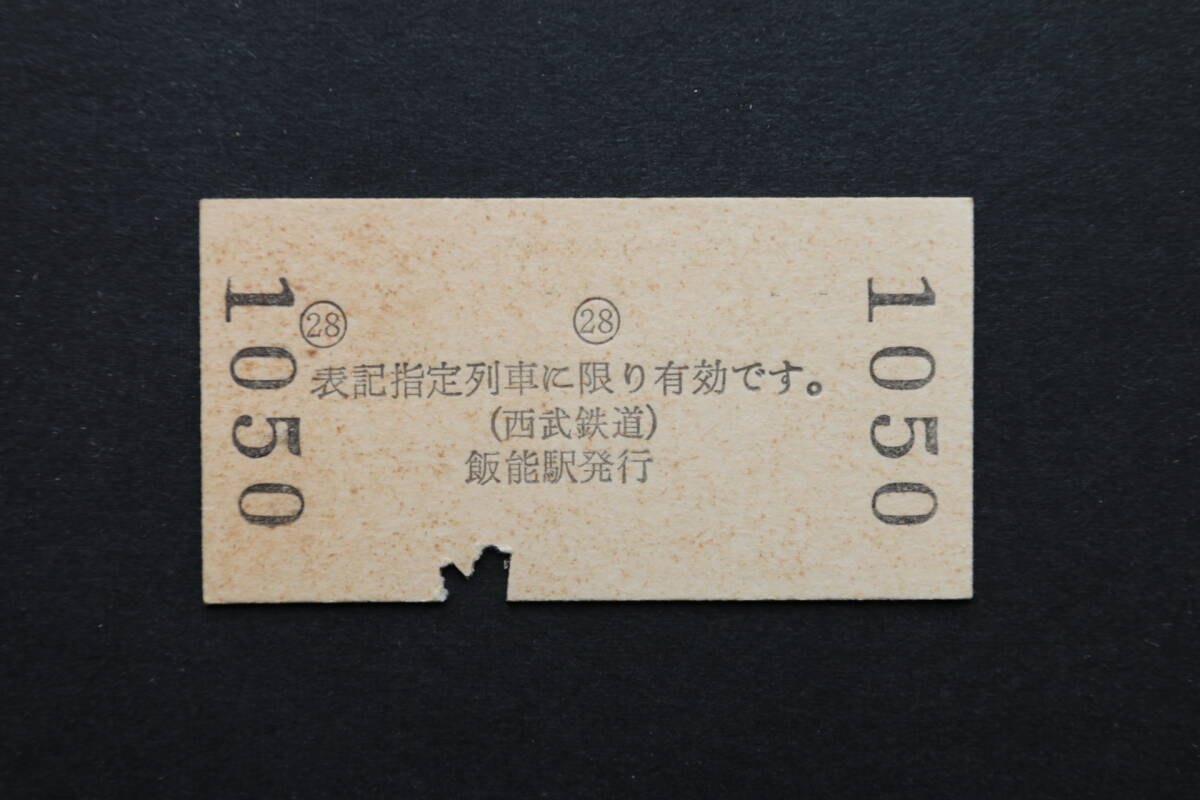 1050
㉘ ㉘
表記指定列車に限り有効です。
(西武鉄道)
飯能駅発行
1050